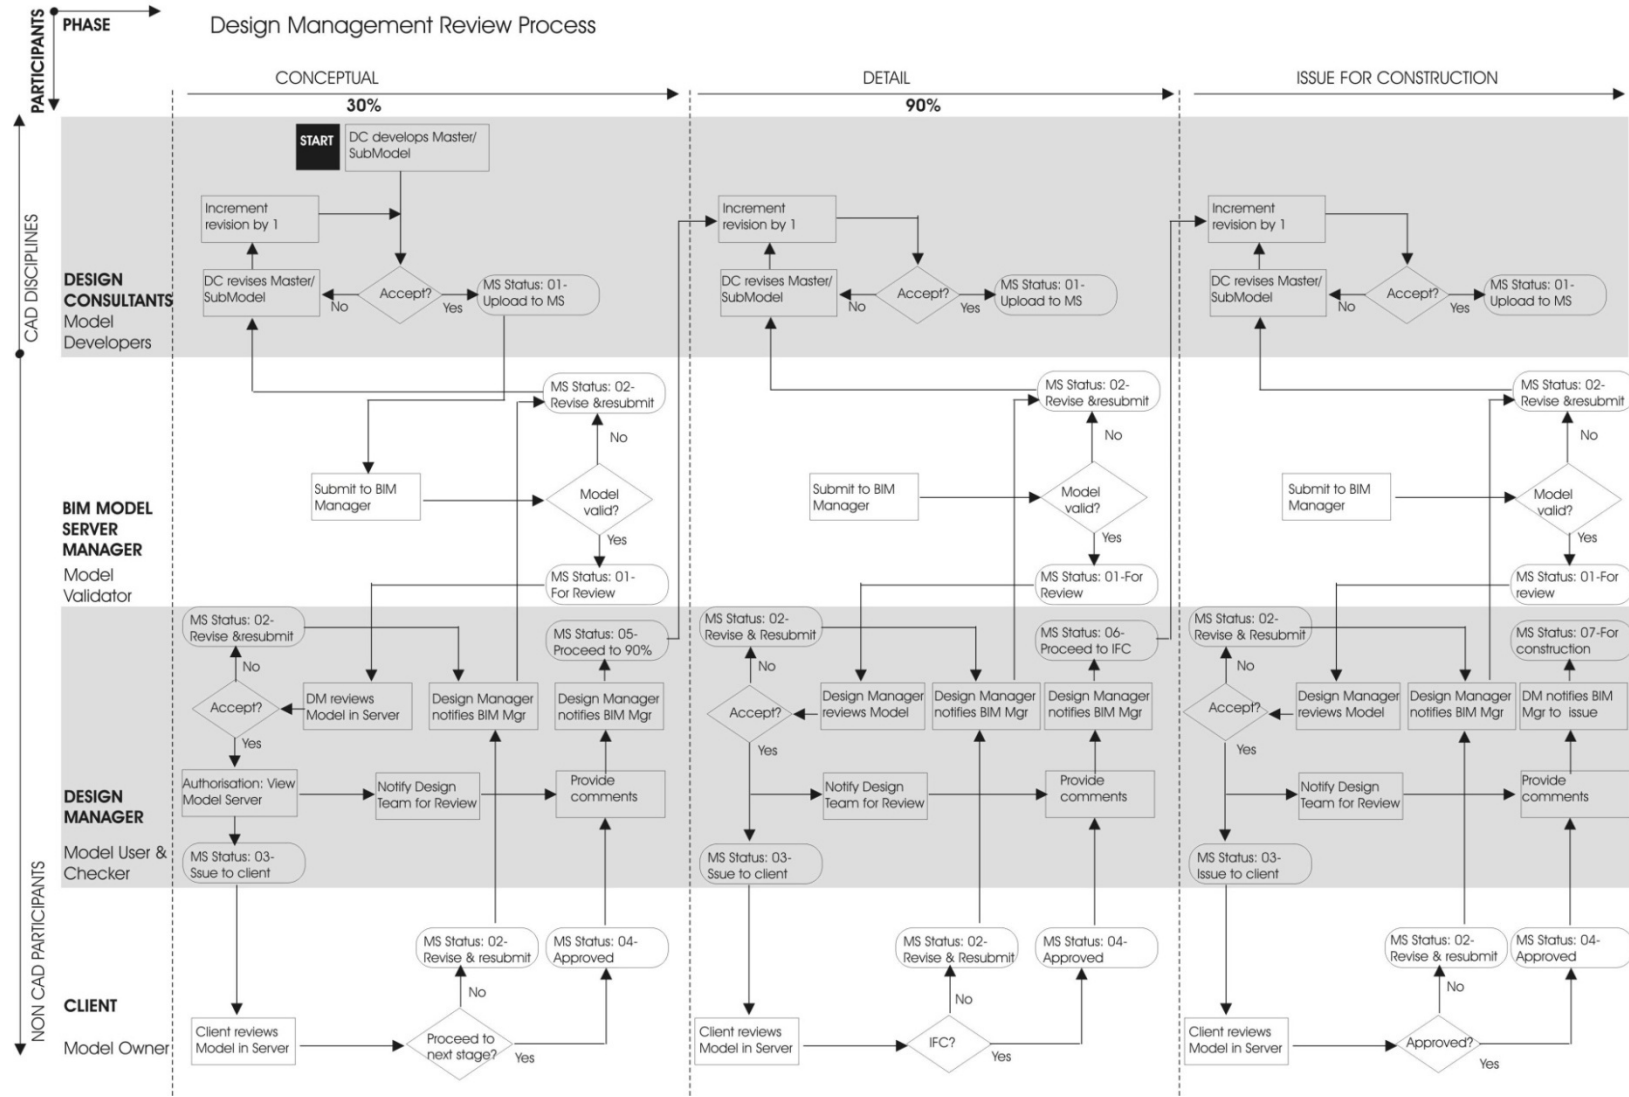 PARTICIPANTS
PHASE
Design Management Review Process
CONCEPTUAL
30%
DETAIL
90%
ISSUE FOR CONSTRUCTION
CAD DISCIPLINES
NON CAD PARTICIPANTS
DESIGN
CONSULTANTS
Model
Developers
START
DC develops Master/
SubModel
Increment
revision by 1
DC revises Master/
SubModel
No
Accept?
Yes
MS Status: 01-
Upload to MS
Increment
revision by 1
DC revises Master/
SubModel
No
Accept?
Yes
MS Status: 01-
Upload to MS
Increment
revision by 1
DC revises Master/
SubModel
No
Accept?
Yes
MS Status: 01-
Upload to MS
BIM MODEL
SERVER
MANAGER
Model
Validator
MS Status: 02-
Revise &resubmit
No
Submit to BIM
Manager
Model
valid?
Yes
MS Status: 01-
For Review
MS Status: 02-
Revise &resubmit
No
Submit to BIM
Manager
Model
valid?
Yes
MS Status: 01-For
Review
MS Status: 02-
Revise &resubmit
No
Submit to BIM
Manager
Model
valid?
Yes
MS Status: 01-For
review
DESIGN
MANAGER
Model User &
Checker
MS Status: 02-
Revise &resubmit
No
Accept?
Yes
DM reviews
Model in Server
Design Manager
notifies BIM Mgr
MS Status: 05-
Proceed to 90%
Design Manager
notifies BIM Mgr
Authorisation: View
Model Server
Notify Design
Team for Review
Provide
comments
MS Status: 03-
Ssue to client
MS Status: 02-
Revise & Resubmit
No
Accept?
Yes
Design Manager
reviews Model
Design Manager
notifies BIM Mgr
MS Status: 06-
Proceed to IFC
Design Manager
notifies BIM Mgr
Notify Design
Team for Review
Provide
comments
MS Status: 03-
Ssue to client
MS Status: 02-
Revise & Resubmit
No
Accept?
Yes
Design Manager
reviews Model
Design Manager
notifies BIM Mgr
MS Status: 07-For
construction
DM notifies BIM
Mgr to issue
Notify Design
Team for Review
Provide
comments
MS Status: 03-
Issue to client
CLIENT
Model Owner
MS Status: 02-
Revise & resubmit
MS Status: 04-
Approved
No
Client reviews
Model in Server
Proceed to
next stage?
Yes
MS Status: 02-
Revise & Resubmit
MS Status: 04-
Approved
No
Client reviews
Model in Server
IFC?
Yes
MS Status: 02-
Revise & resubmit
MS Status: 04-
Approved
No
Client reviews
Model in Server
Approved?
Yes